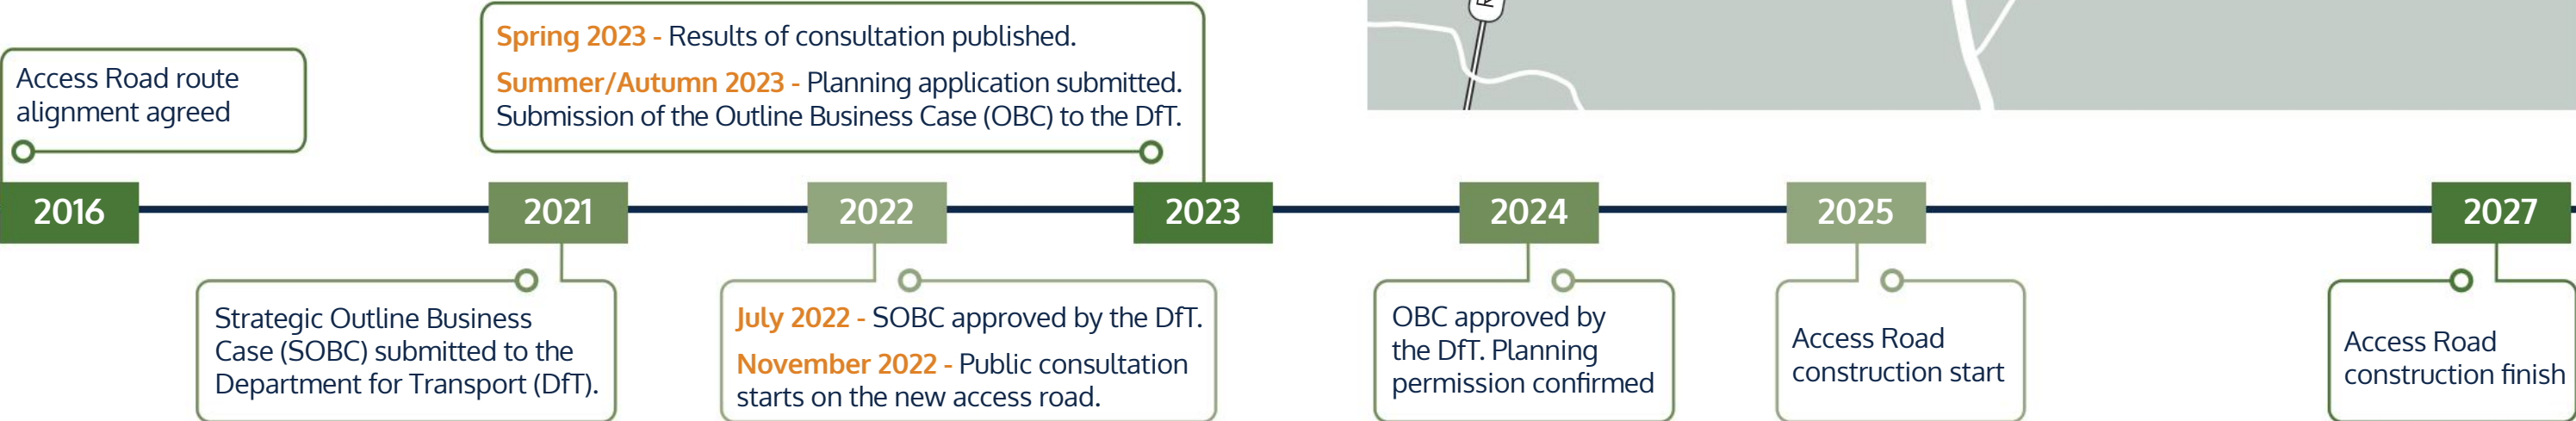 Access Road route
alignment agreed
Spring 2023 - Results of consultation published.
Summer/Autumn 2023 - Planning application submitted.
Submission of the Outline Business Case (OBC) to the DfT.
2016
2021
2022
2023
2024
2025
2027
Strategic Outline Business
Case (SOBC) submitted to the
Department for Transport (DfT).
July 2022 - SOBC approved by the DfT.
November 2022 - Public consultation
starts on the new access road.
OBC approved by
the DfT. Planning
permission confirmed
Access Road
construction start
Access Road
construction finish